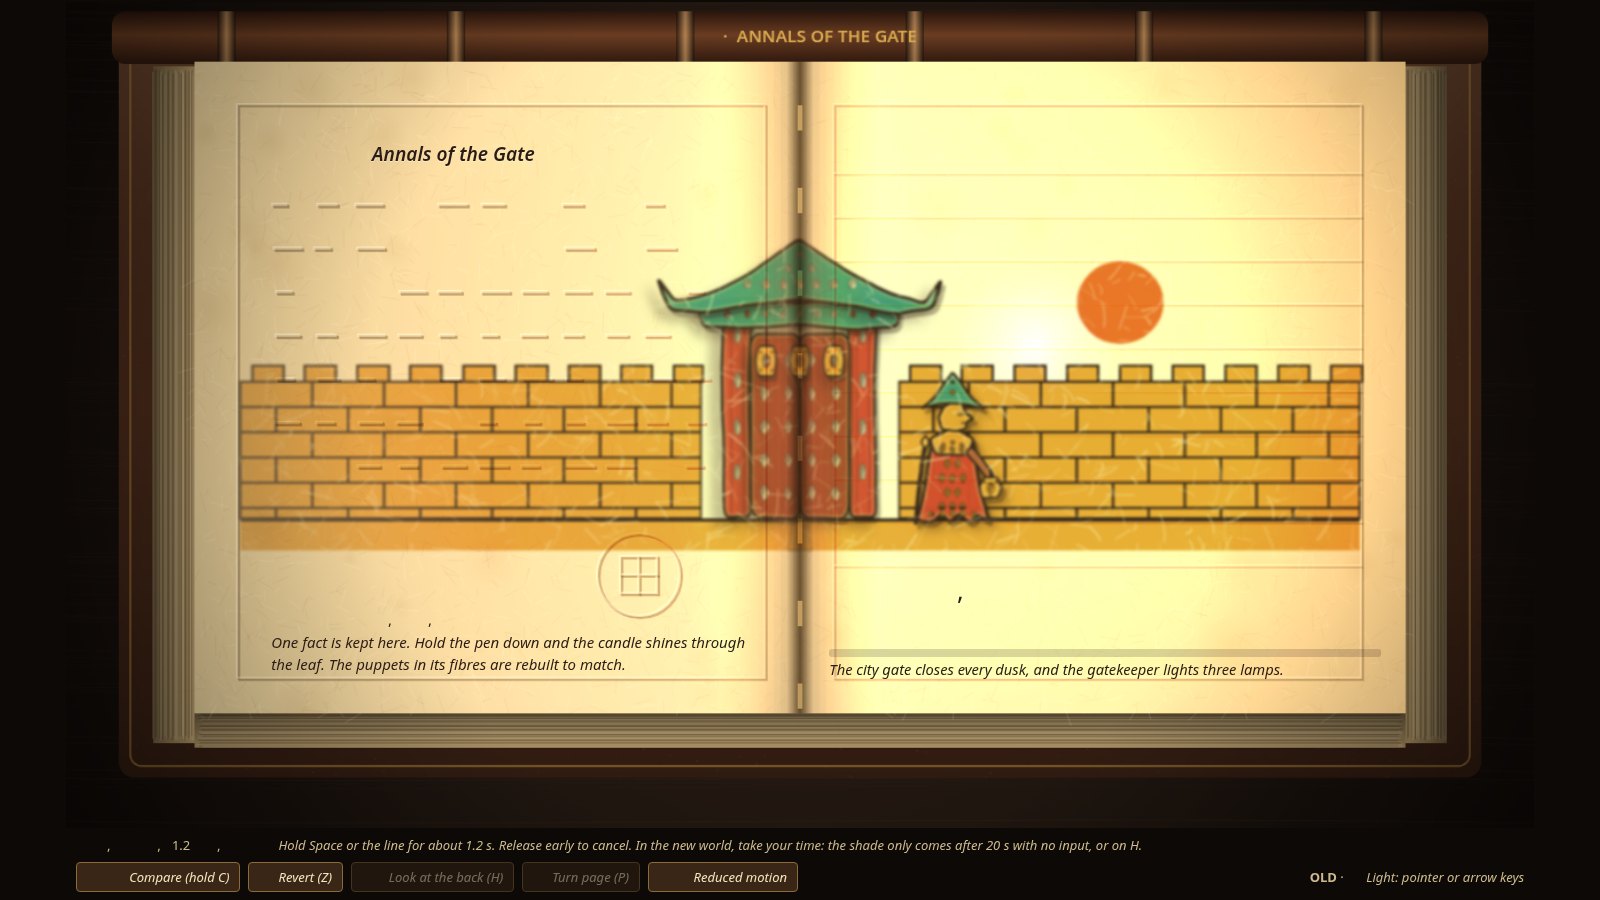 · ANNALS OF THE GATE
Annals of the Gate
, ,
One fact is kept here. Hold the pen down and the candle shines through
the leaf. The puppets in its fibres are rebuilt to match.
,
The city gate closes every dusk, and the gatekeeper lights three lamps.
, , 1.2 , Hold Space or the line for about 1.2 s. Release early to cancel. In the new world, take your time: the shade only comes after 20 s with no input, or on H.
Compare (hold C) Revert (Z) Look at the back (H) Turn page (P) Reduced motion OLD · Light: pointer or arrow keys